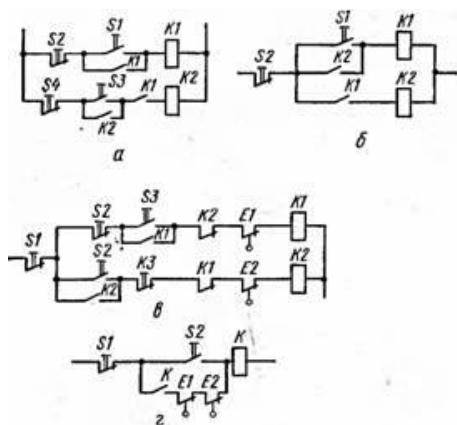 S1 K1
S2
K1 K2
S4 S3 K1
K2
а
S1 K1
S2 K2
K2
K1
б
S3 K1
S2 K2 E1
S1 K1
K2
S2 K3 K1 E2
K2
в
S2 K
S1
K E1 E2
г